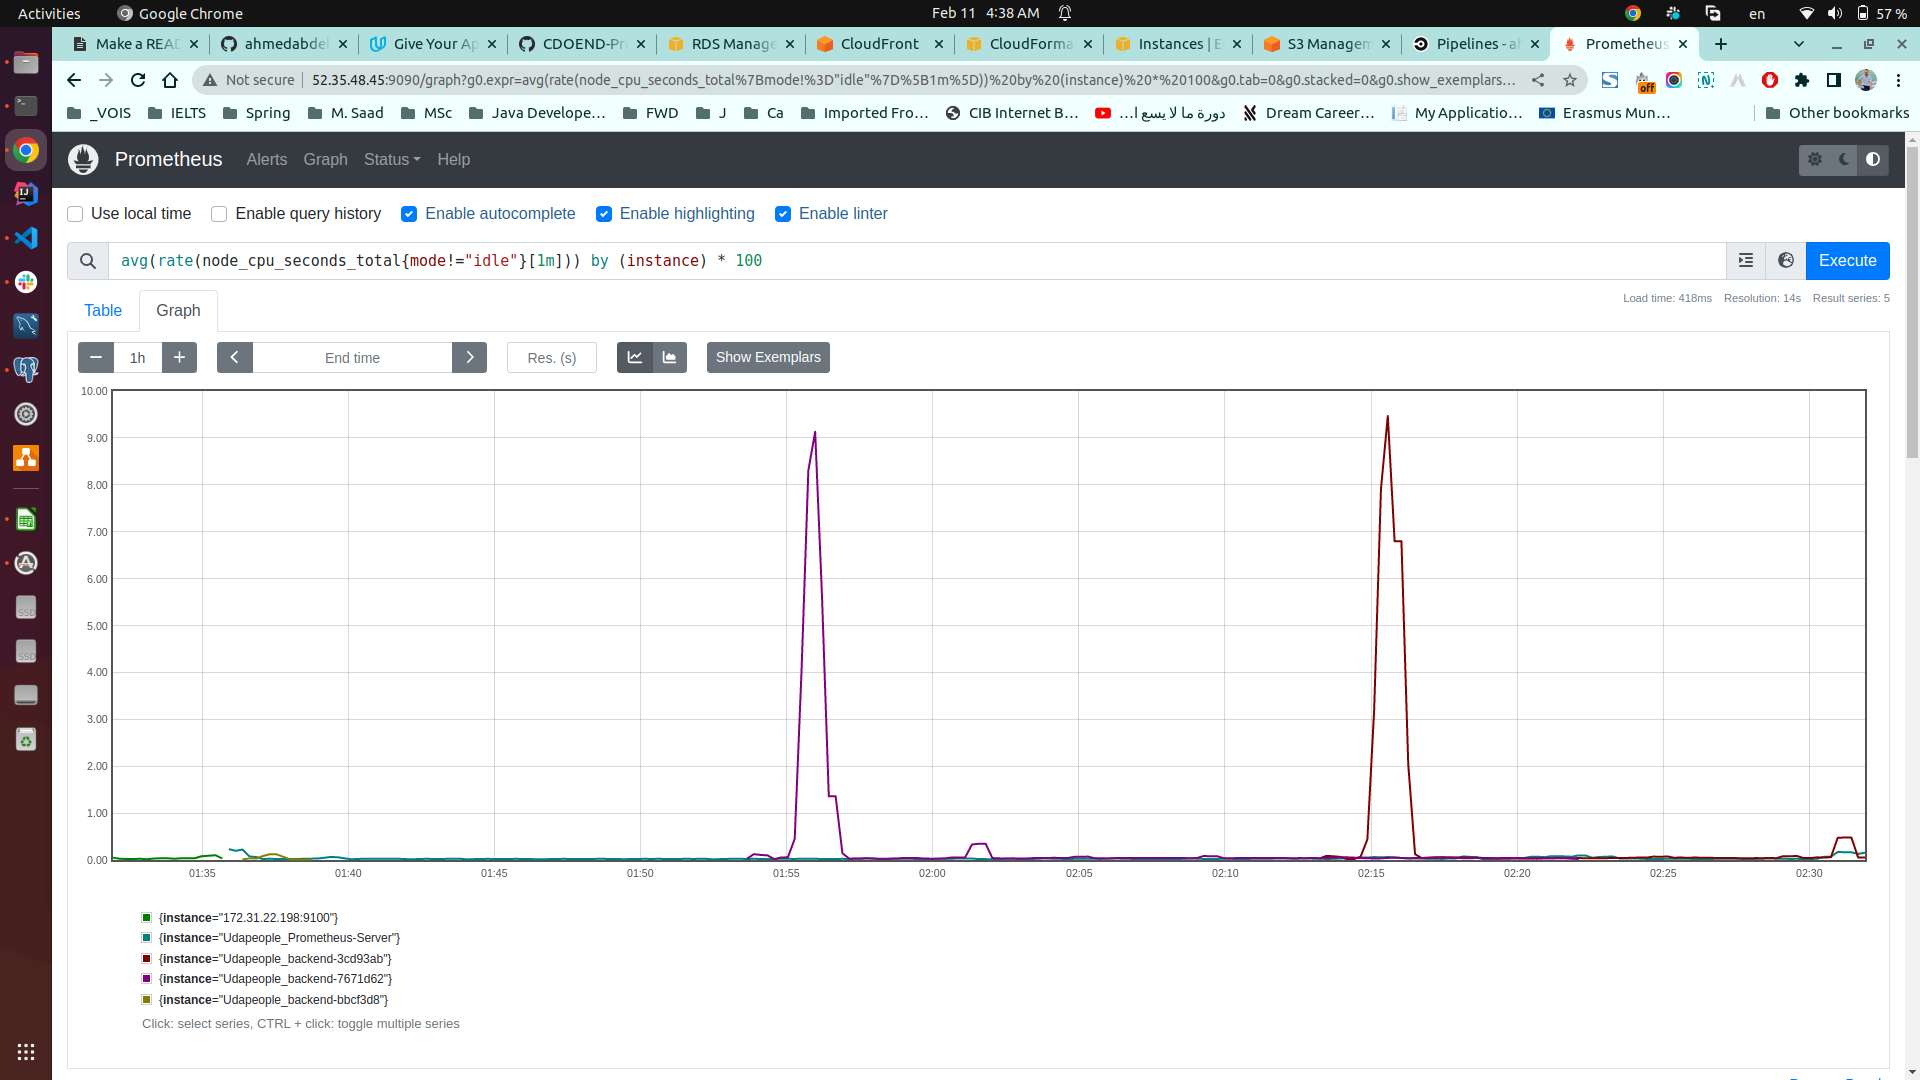 Activities
Google Chrome
Feb 11 4:38 AM
en
57 %
Make a READ
ahmedabdel
Give Your Ap
CDOEND-Pr
RDS Manage
CloudFront
CloudForma
Instances | E
S3 Managem
Pipelines - ah
Prometheus
Not secure
52.35.48.45:9090/graph?g0.expr=avg(rate(node_cpu_seconds_total%7Bmode!%3D"idle"%7D%5B1m%5D))%20by%20(instance)%20*%20100&g0.tab=0&g0.stacked=0&g0.show_exemplars...
off
_VOIS
IELTS
Spring
M. Saad
MSc
Java Develope...
FWD
J
Ca
Imported Fro...
CIB Internet B...
دورة ما لا يسع ا...
Dream Career...
My Applicatio...
Erasmus Mun...
Other bookmarks
Prometheus
Alerts
Graph
Status
Help
Use local time
Enable query history
Enable autocomplete
Enable highlighting
Enable linter
avg(rate(node_cpu_seconds_total{mode!="idle"}[1m])) by (instance) * 100
Execute
Load time: 418ms
Resolution: 14s
Result series: 5
Table
Graph
1h
End time
Res. (s)
Show Exemplars
10.00
9.00
8.00
7.00
6.00
5.00
4.00
3.00
2.00
1.00
0.00
01:35
01:40
01:45
01:50
01:55
02:00
02:05
02:10
02:15
02:20
02:25
02:30
{instance="172.31.22.198:9100"}
{instance="Udapeople_Prometheus-Server"}
{instance="Udapeople_backend-3cd93ab"}
{instance="Udapeople_backend-7671d62"}
{instance="Udapeople_backend-bbcf3d8"}
Click: select series, CTRL + click: toggle multiple series
SSD
SSD